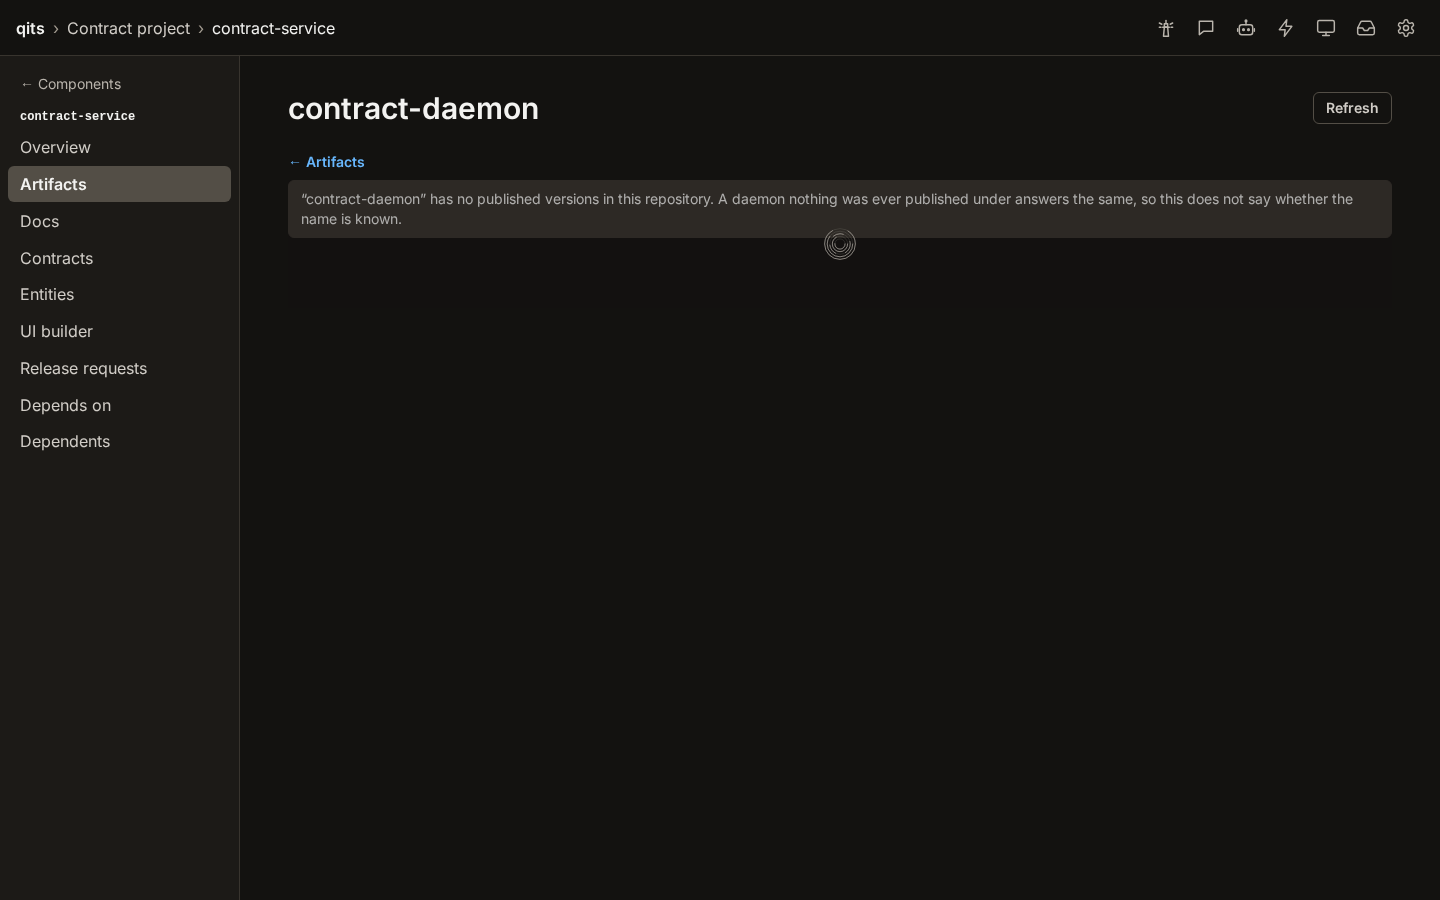 qits › Contract project › contract-service
← Components
contract-service
Overview
Artifacts
Docs
Contracts
Entities
UI builder
Release requests
Depends on
Dependents
contract-daemon
Refresh
← Artifacts
“contract-daemon” has no published versions in this repository. A daemon nothing was ever published under answers the same, so this does not say whether the
name is known.